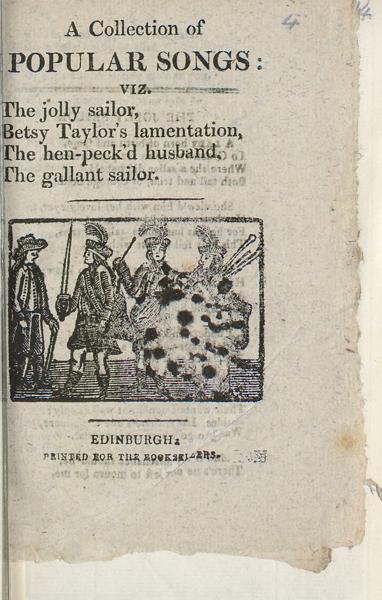 4
A Collection of
POPULAR SONGS:
VIZ.
The jolly sailor,
Betsy Taylor's lamentation,
The hen-peck'd husband,
The gallant sailor.
EDINBURGH:
PRINTED FOR THE BOOKSELLERS.